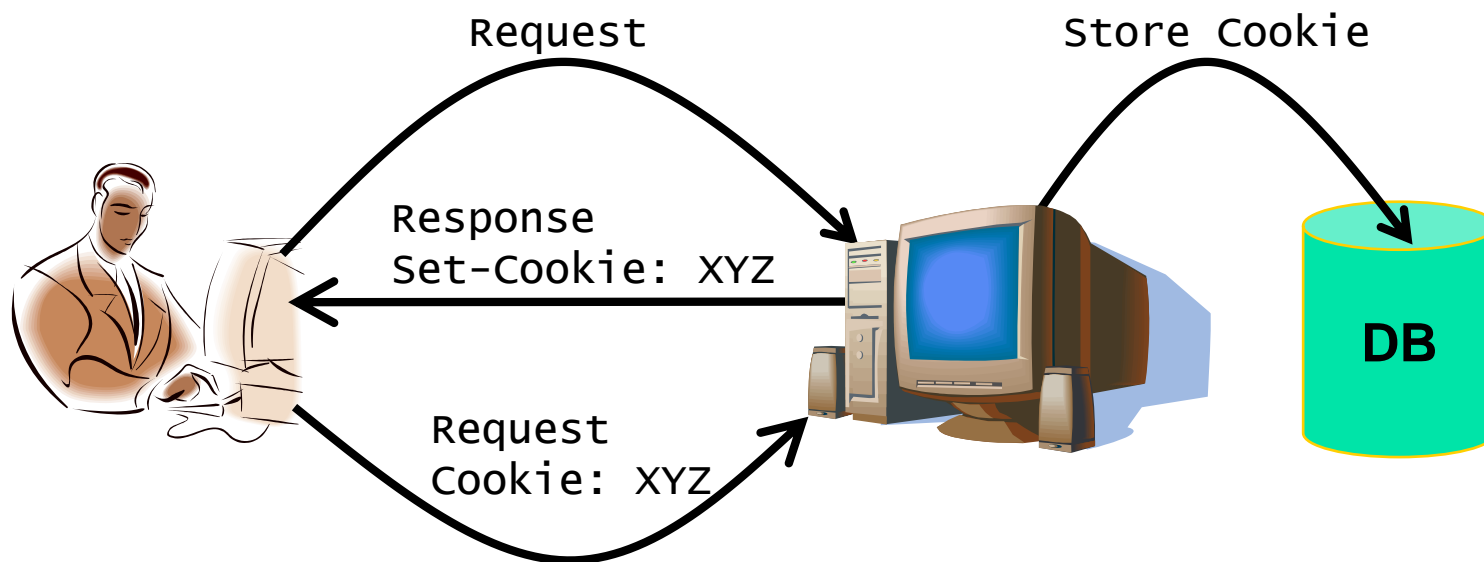 Request
Store Cookie
Response
Set-Cookie: XYZ
DB
Request
Cookie: XYZ